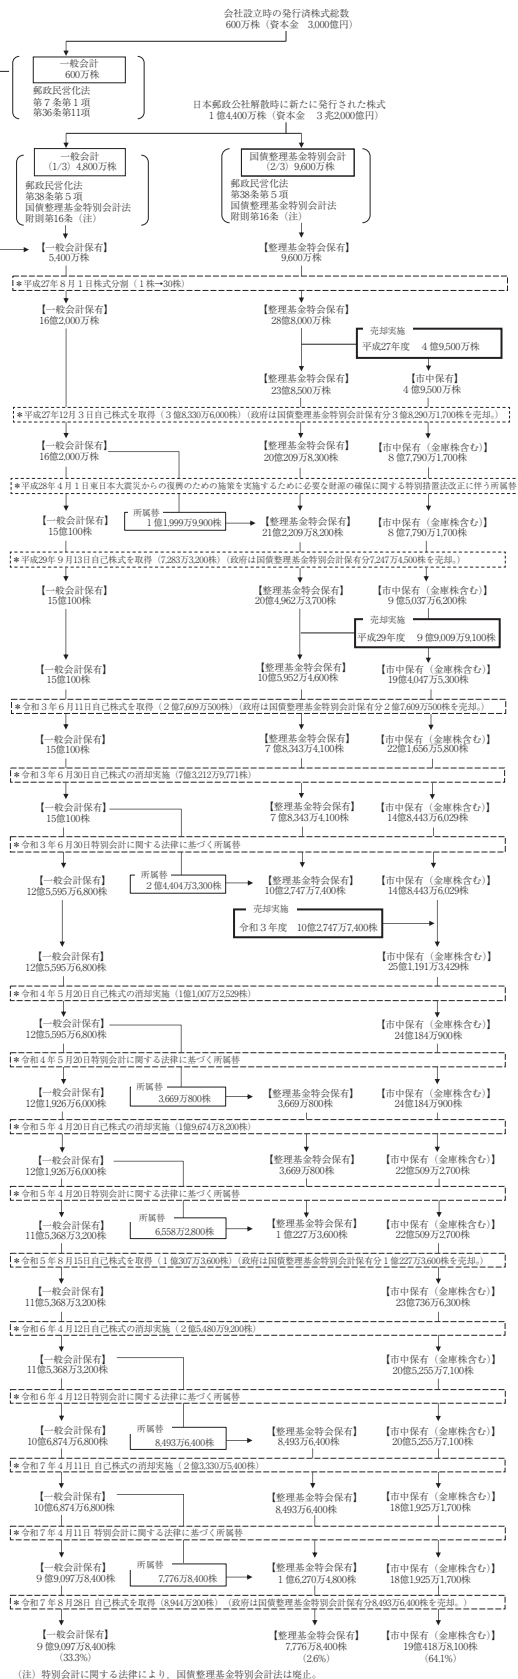 会社設立時の発行済株式総数
600万株（資本金　3,000億円）
一般会計
600万株
郵政民営化法
第７条第１項
第36条第11項
日本郵政公社解散時に新たに発行された株式
１億4,400万株（資本金　３兆2,000億円）
一般会計
(1/3) 4,800万株
国債整理基金特別会計
(2/3) 9,600万株
郵政民営化法
第38条第５項
国債整理基金特別会計法
附則第16条（注）
郵政民営化法
第38条第５項
国債整理基金特別会計法
附則第16条（注）
【一般会計保有】
5,400万株
【整理基金特会保有】
9,600万株
＊平成27年８月１日株式分割（１株→30株）
【一般会計保有】
16億2,000万株
【整理基金特会保有】
28億8,000万株
売却実施
平成27年度　４億9,500万株
【整理基金特会保有】
23億8,500万株
【市中保有】
４億9,500万株
＊平成27年12月３日自己株式を取得（３億8,330万6,000株）（政府は国債整理基金特別会計保有分３億8,290万1,700株を売却。）
【一般会計保有】
16億2,000万株
【整理基金特会保有】
20億209万8,300株
【市中保有（金庫株含む）】
８億7,790万1,700株
＊平成28年４月１日東日本大震災からの復興のための施策を実施するために必要な財源の確保に関する特別措置法改正に伴う所属替
【一般会計保有】
15億100株
所属替
１億1,999万9,900株
【整理基金特会保有】
21億2,209万8,200株
【市中保有（金庫株含む）】
８億7,790万1,700株
＊平成29年９月13日自己株式を取得（7,283万3,200株）（政府は国債整理基金特別会計保有分7,247万4,500株を売却。）
【一般会計保有】
15億100株
【整理基金特会保有】
20億4,962万3,700株
【市中保有（金庫株含む）】
９億5,037万6,200株
売却実施
平成29年度　９億9,009万9,100株
【一般会計保有】
15億100株
【整理基金特会保有】
10億5,952万4,600株
【市中保有（金庫株含む）】
19億4,047万5,300株
＊令和３年６月11日自己株式を取得（２億7,609万500株）（政府は国債整理基金特別会計保有分２億7,609万500株を売却。）
【一般会計保有】
15億100株
【整理基金特会保有】
７億8,343万4,100株
【市中保有（金庫株含む）】
22億1,656万5,800株
＊令和３年６月30日自己株式の消却実施（7億3,212万9,771株）
【一般会計保有】
15億100株
【整理基金特会保有】
７億8,343万4,100株
【市中保有（金庫株含む）】
14億8,443万6,029株
＊令和３年６月30日特別会計に関する法律に基づく所属替
【一般会計保有】
12億5,595万6,800株
所属替
２億4,404万3,300株
【整理基金特会保有】
10億2,747万7,400株
【市中保有（金庫株含む）】
14億8,443万6,029株
売却実施
令和３年度　10億2,747万7,400株
【一般会計保有】
12億5,595万6,800株
【市中保有（金庫株含む）】
25億1,191万3,429株
＊令和４年５月20日自己株式の消却実施（1億1,007万2,529株）
【一般会計保有】
12億5,595万6,800株
【市中保有（金庫株含む）】
24億184万900株
＊令和４年５月20日特別会計に関する法律に基づく所属替
【一般会計保有】
12億1,926万6,000株
所属替
3,669万800株
【整理基金特会保有】
3,669万800株
【市中保有（金庫株含む）】
24億184万900株
＊令和５年４月20日自己株式の消却実施（1億9,674万8,200株）
【一般会計保有】
12億1,926万6,000株
【整理基金特会保有】
3,669万800株
【市中保有（金庫株含む）】
22億509万2,700株
＊令和５年４月20日特別会計に関する法律に基づく所属替
【一般会計保有】
11億5,368万3,200株
所属替
6,558万2,800株
【整理基金特会保有】
１億227万3,600株
【市中保有（金庫株含む）】
22億509万2,700株
＊令和５年８月15日自己株式を取得（１億307万3,600株）（政府は国債整理基金特別会計保有分１億227万3,600株を売却。）
【一般会計保有】
11億5,368万3,200株
【市中保有（金庫株含む）】
23億736万6,300株
＊令和６年４月12日自己株式の消却実施（２億5,480万9,200株）
【一般会計保有】
11億5,368万3,200株
【市中保有（金庫株含む）】
20億5,255万7,100株
＊令和６年４月12日特別会計に関する法律に基づく所属替
【一般会計保有】
10億6,874万6,800株
所属替
8,493万6,400株
【整理基金特会保有】
8,493万6,400株
【市中保有（金庫株含む）】
20億5,255万7,100株
＊令和７年４月11日 自己株式の消却実施（２億3,330万5,400株）
【一般会計保有】
10億6,874万6,800株
【整理基金特会保有】
8,493万6,400株
【市中保有（金庫株含む）】
18億1,925万1,700株
＊令和７年４月11日 特別会計に関する法律に基づく所属替
【一般会計保有】
９億9,097万8,400株
所属替
7,776万8,400株
【整理基金特会保有】
１億6,270万4,800株
【市中保有（金庫株含む）】
18億1,925万1,700株
＊令和７年８月28日 自己株式を取得（8,944万200株）（政府は国債整理基金特別会計保有分8,493万6,400株を売却。）
【一般会計保有】
９億9,097万8,400株
(33.3%)
【整理基金特会保有】
7,776万8,400株
(2.6%)
【市中保有（金庫株含む）】
19億418万8,100株
(64.1%)
（注）特別会計に関する法律により、国債整理基金特別会計法は廃止。